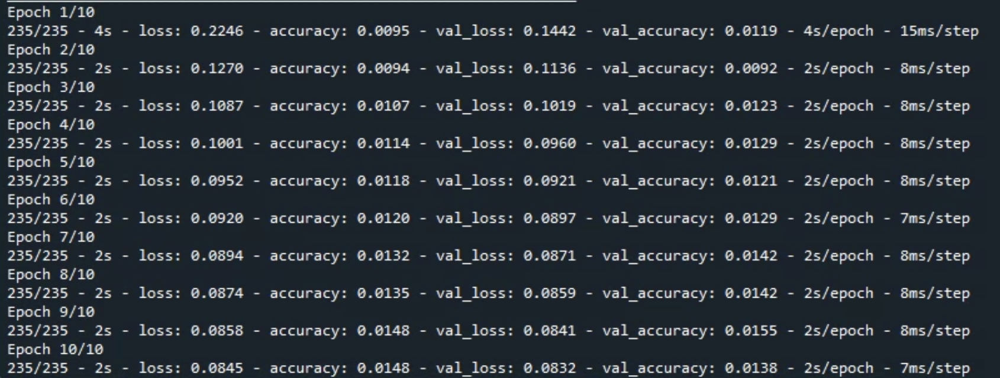 Epoch 1/10
235/235 - 4s - loss: 0.2246 - accuracy: 0.0095 - val_loss: 0.1442 - val_accuracy: 0.0119 - 4s/epoch - 15ms/step
Epoch 2/10
235/235 - 2s - loss: 0.1270 - accuracy: 0.0094 - val_loss: 0.1136 - val_accuracy: 0.0092 - 2s/epoch - 8ms/step
Epoch 3/10
235/235 - 2s - loss: 0.1087 - accuracy: 0.0107 - val_loss: 0.1019 - val_accuracy: 0.0123 - 2s/epoch - 8ms/step
Epoch 4/10
235/235 - 2s - loss: 0.1001 - accuracy: 0.0114 - val_loss: 0.0960 - val_accuracy: 0.0129 - 2s/epoch - 8ms/step
Epoch 5/10
235/235 - 2s - loss: 0.0952 - accuracy: 0.0118 - val_loss: 0.0921 - val_accuracy: 0.0121 - 2s/epoch - 8ms/step
Epoch 6/10
235/235 - 2s - loss: 0.0920 - accuracy: 0.0120 - val_loss: 0.0897 - val_accuracy: 0.0129 - 2s/epoch - 7ms/step
Epoch 7/10
235/235 - 2s - loss: 0.0894 - accuracy: 0.0132 - val_loss: 0.0871 - val_accuracy: 0.0142 - 2s/epoch - 8ms/step
Epoch 8/10
235/235 - 2s - loss: 0.0874 - accuracy: 0.0135 - val_loss: 0.0859 - val_accuracy: 0.0142 - 2s/epoch - 8ms/step
Epoch 9/10
235/235 - 2s - loss: 0.0858 - accuracy: 0.0148 - val_loss: 0.0841 - val_accuracy: 0.0155 - 2s/epoch - 8ms/step
Epoch 10/10
235/235 - 2s - loss: 0.0845 - accuracy: 0.0148 - val_loss: 0.0832 - val_accuracy: 0.0138 - 2s/epoch - 7ms/step